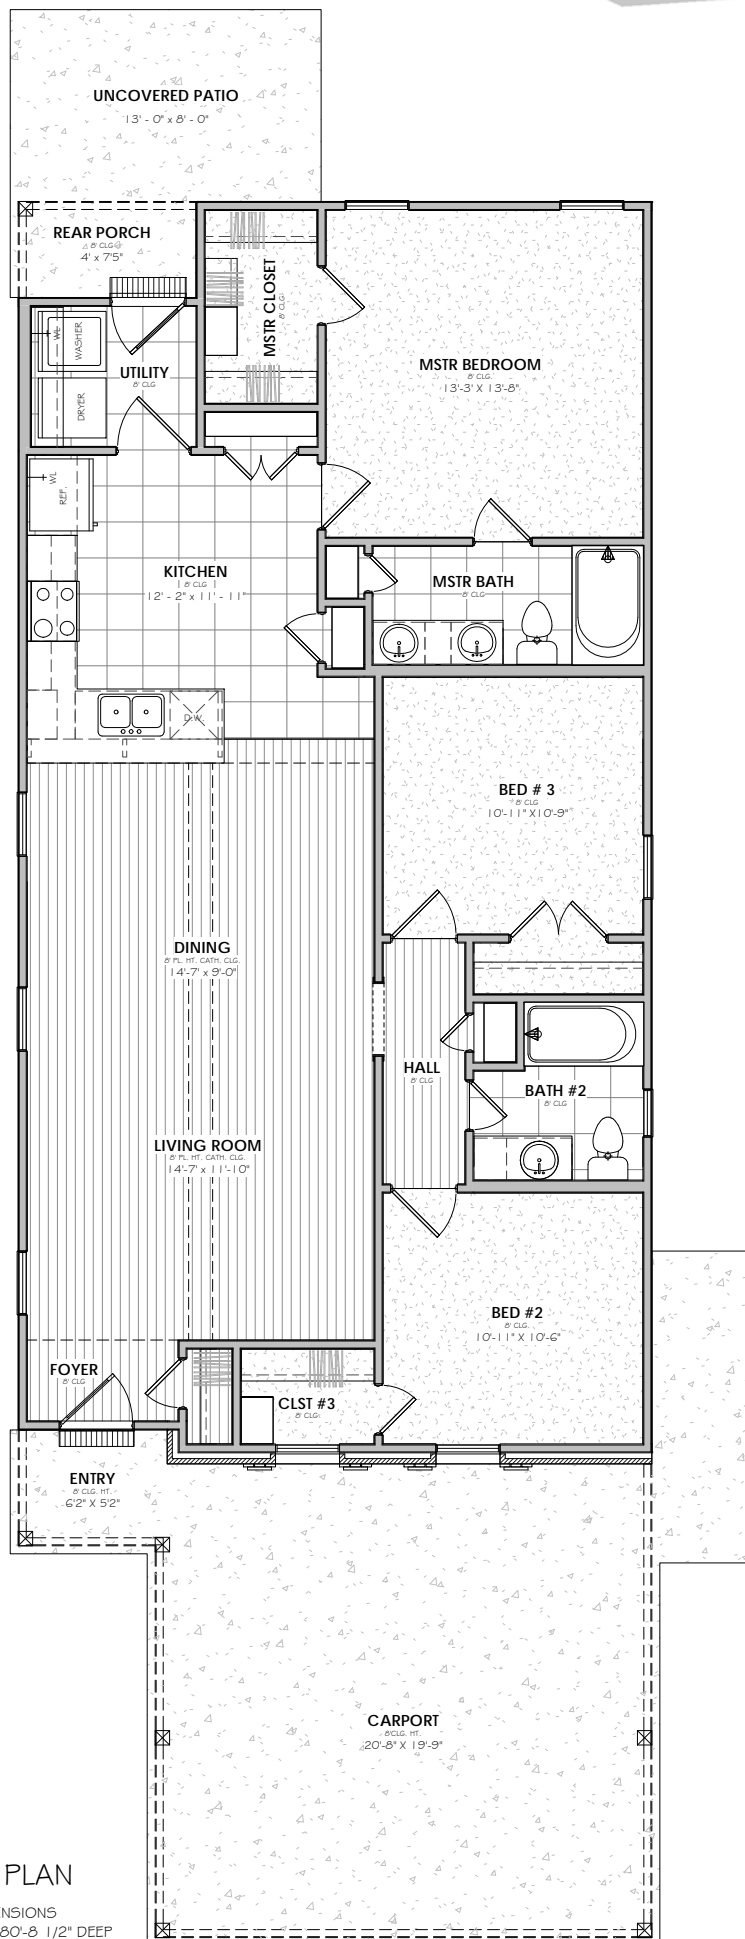 UNCOVERED PATIO
13' - 0" x 8' - 0"
REAR PORCH
8' CLG
4' x 7'5"
MSTR CLOSET
8' CLG
WL
WASHER
DRYER
UTILITY
8' CLG
MSTR BEDROOM
8' CLG
13'-3" X 13'-8"
WL
REF.
KITCHEN
8' CLG
12' - 2" x 11' - 11"
MSTR BATH
8' CLG
D.W.
BED # 3
8' CLG
10'-11" X10'-9"
DINING
8' PL. HT. CATH. CLG.
14'-7" x 9'-0"
HALL
8' CLG
BATH #2
8' CLG
LIVING ROOM
8' PL. HT. CATH. CLG.
14'-7" x 11'-10"
BED #2
8' CLG.
10'-11" X 10'-6"
FOYER
8' CLG
CLST #3
8' CLG
ENTRY
8' CLG. HT.
6'2" X 5'2"
CARPORT
8'CLG. HT.
20'-8" X 19'-9"
PLAN
ENSIONS
80'-8 1/2" DEEP